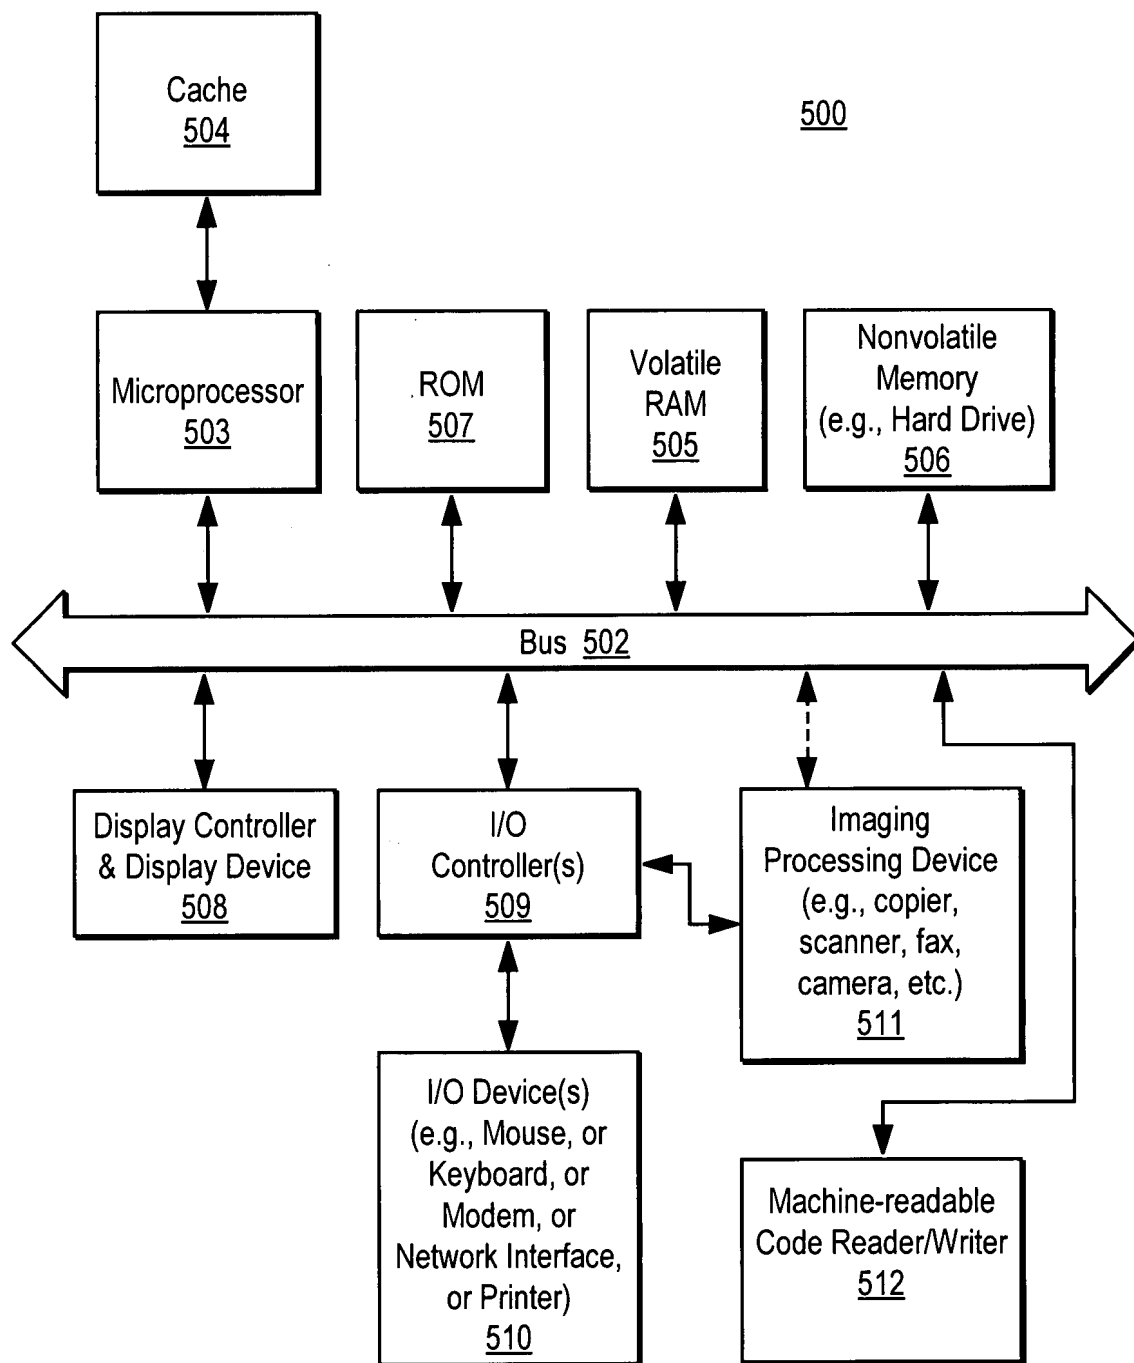 Cache
504
500
Microprocessor
503
ROM
507
Volatile
RAM
505
Nonvolatile
Memory
(e.g., Hard Drive)
506
Bus 502
Display Controller
& Display Device
508
I/O
Controller(s)
509
Imaging
Processing Device
(e.g., copier,
scanner, fax,
camera, etc.)
511
I/O Device(s)
(e.g., Mouse, or
Keyboard, or
Modem, or
Network Interface,
or Printer)
510
Machine-readable
Code Reader/Writer
512